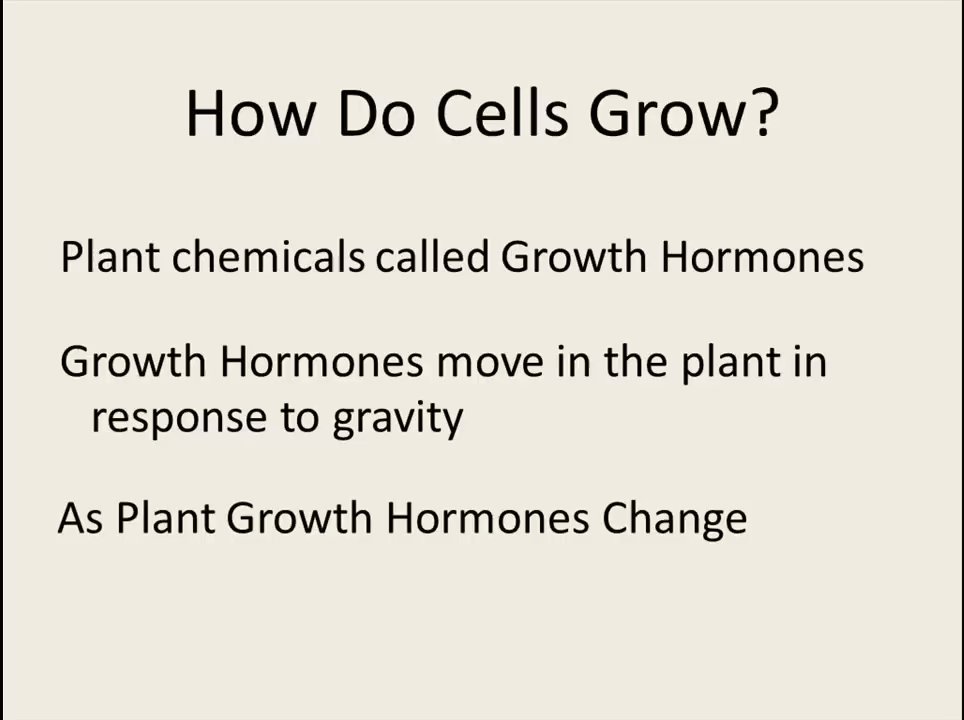 How Do Cells Grow?
Plant chemicals called Growth Hormones
Growth Hormones move in the plant in
response to gravity
As Plant Growth Hormones Change